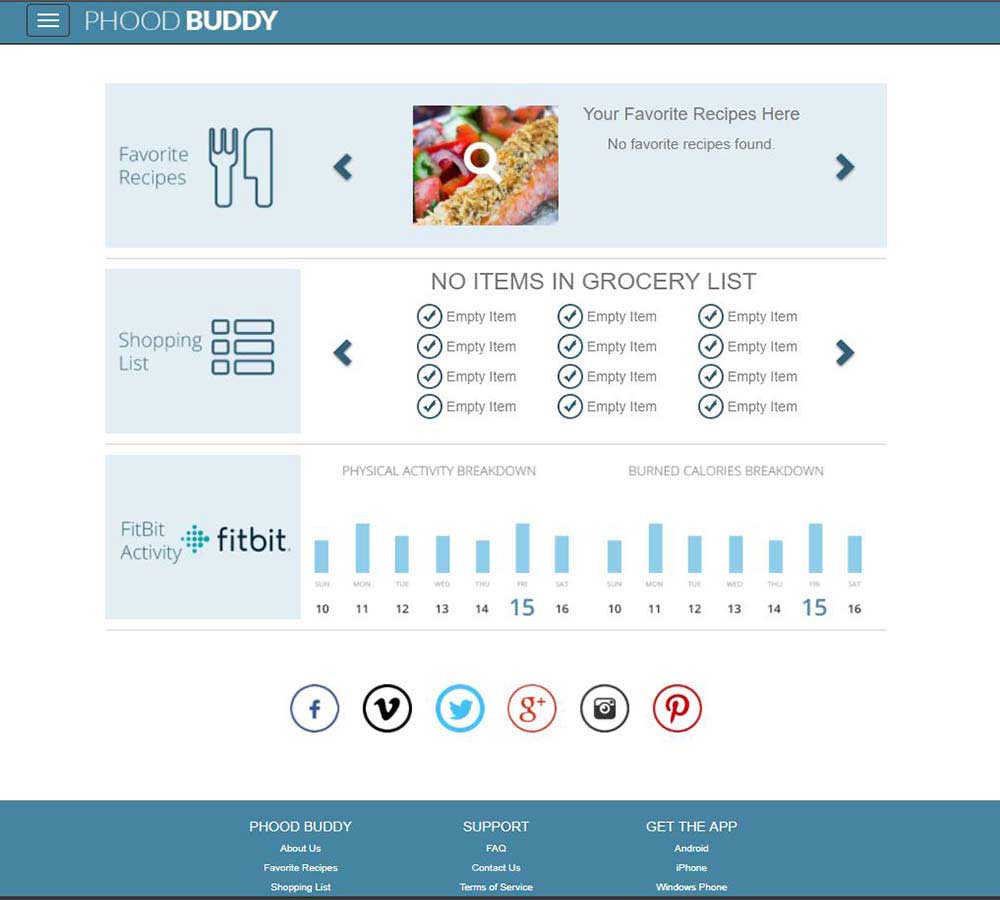 PHOOD BUDDY
Favorite
Recipes
Your Favorite Recipes Here
No favorite recipes found.
Shopping
List
NO ITEMS IN GROCERY LIST
Empty Item Empty Item Empty Item
Empty Item Empty Item Empty Item
Empty Item Empty Item Empty Item
Empty Item Empty Item Empty Item
FitBit
Activity
fitbit.
PHYSICAL ACTIVITY BREAKDOWN
SUN MON TUE WED THU FRI SAT
10 11 12 13 14 15 16
BURNED CALORIES BREAKDOWN
SUN MON TUE WED THU FRI SAT
10 11 12 13 14 15 16
f
g+
PHOOD BUDDY
About Us
Favorite Recipes
Shopping List
SUPPORT
FAQ
Contact Us
Terms of Service
GET THE APP
Android
iPhone
Windows Phone